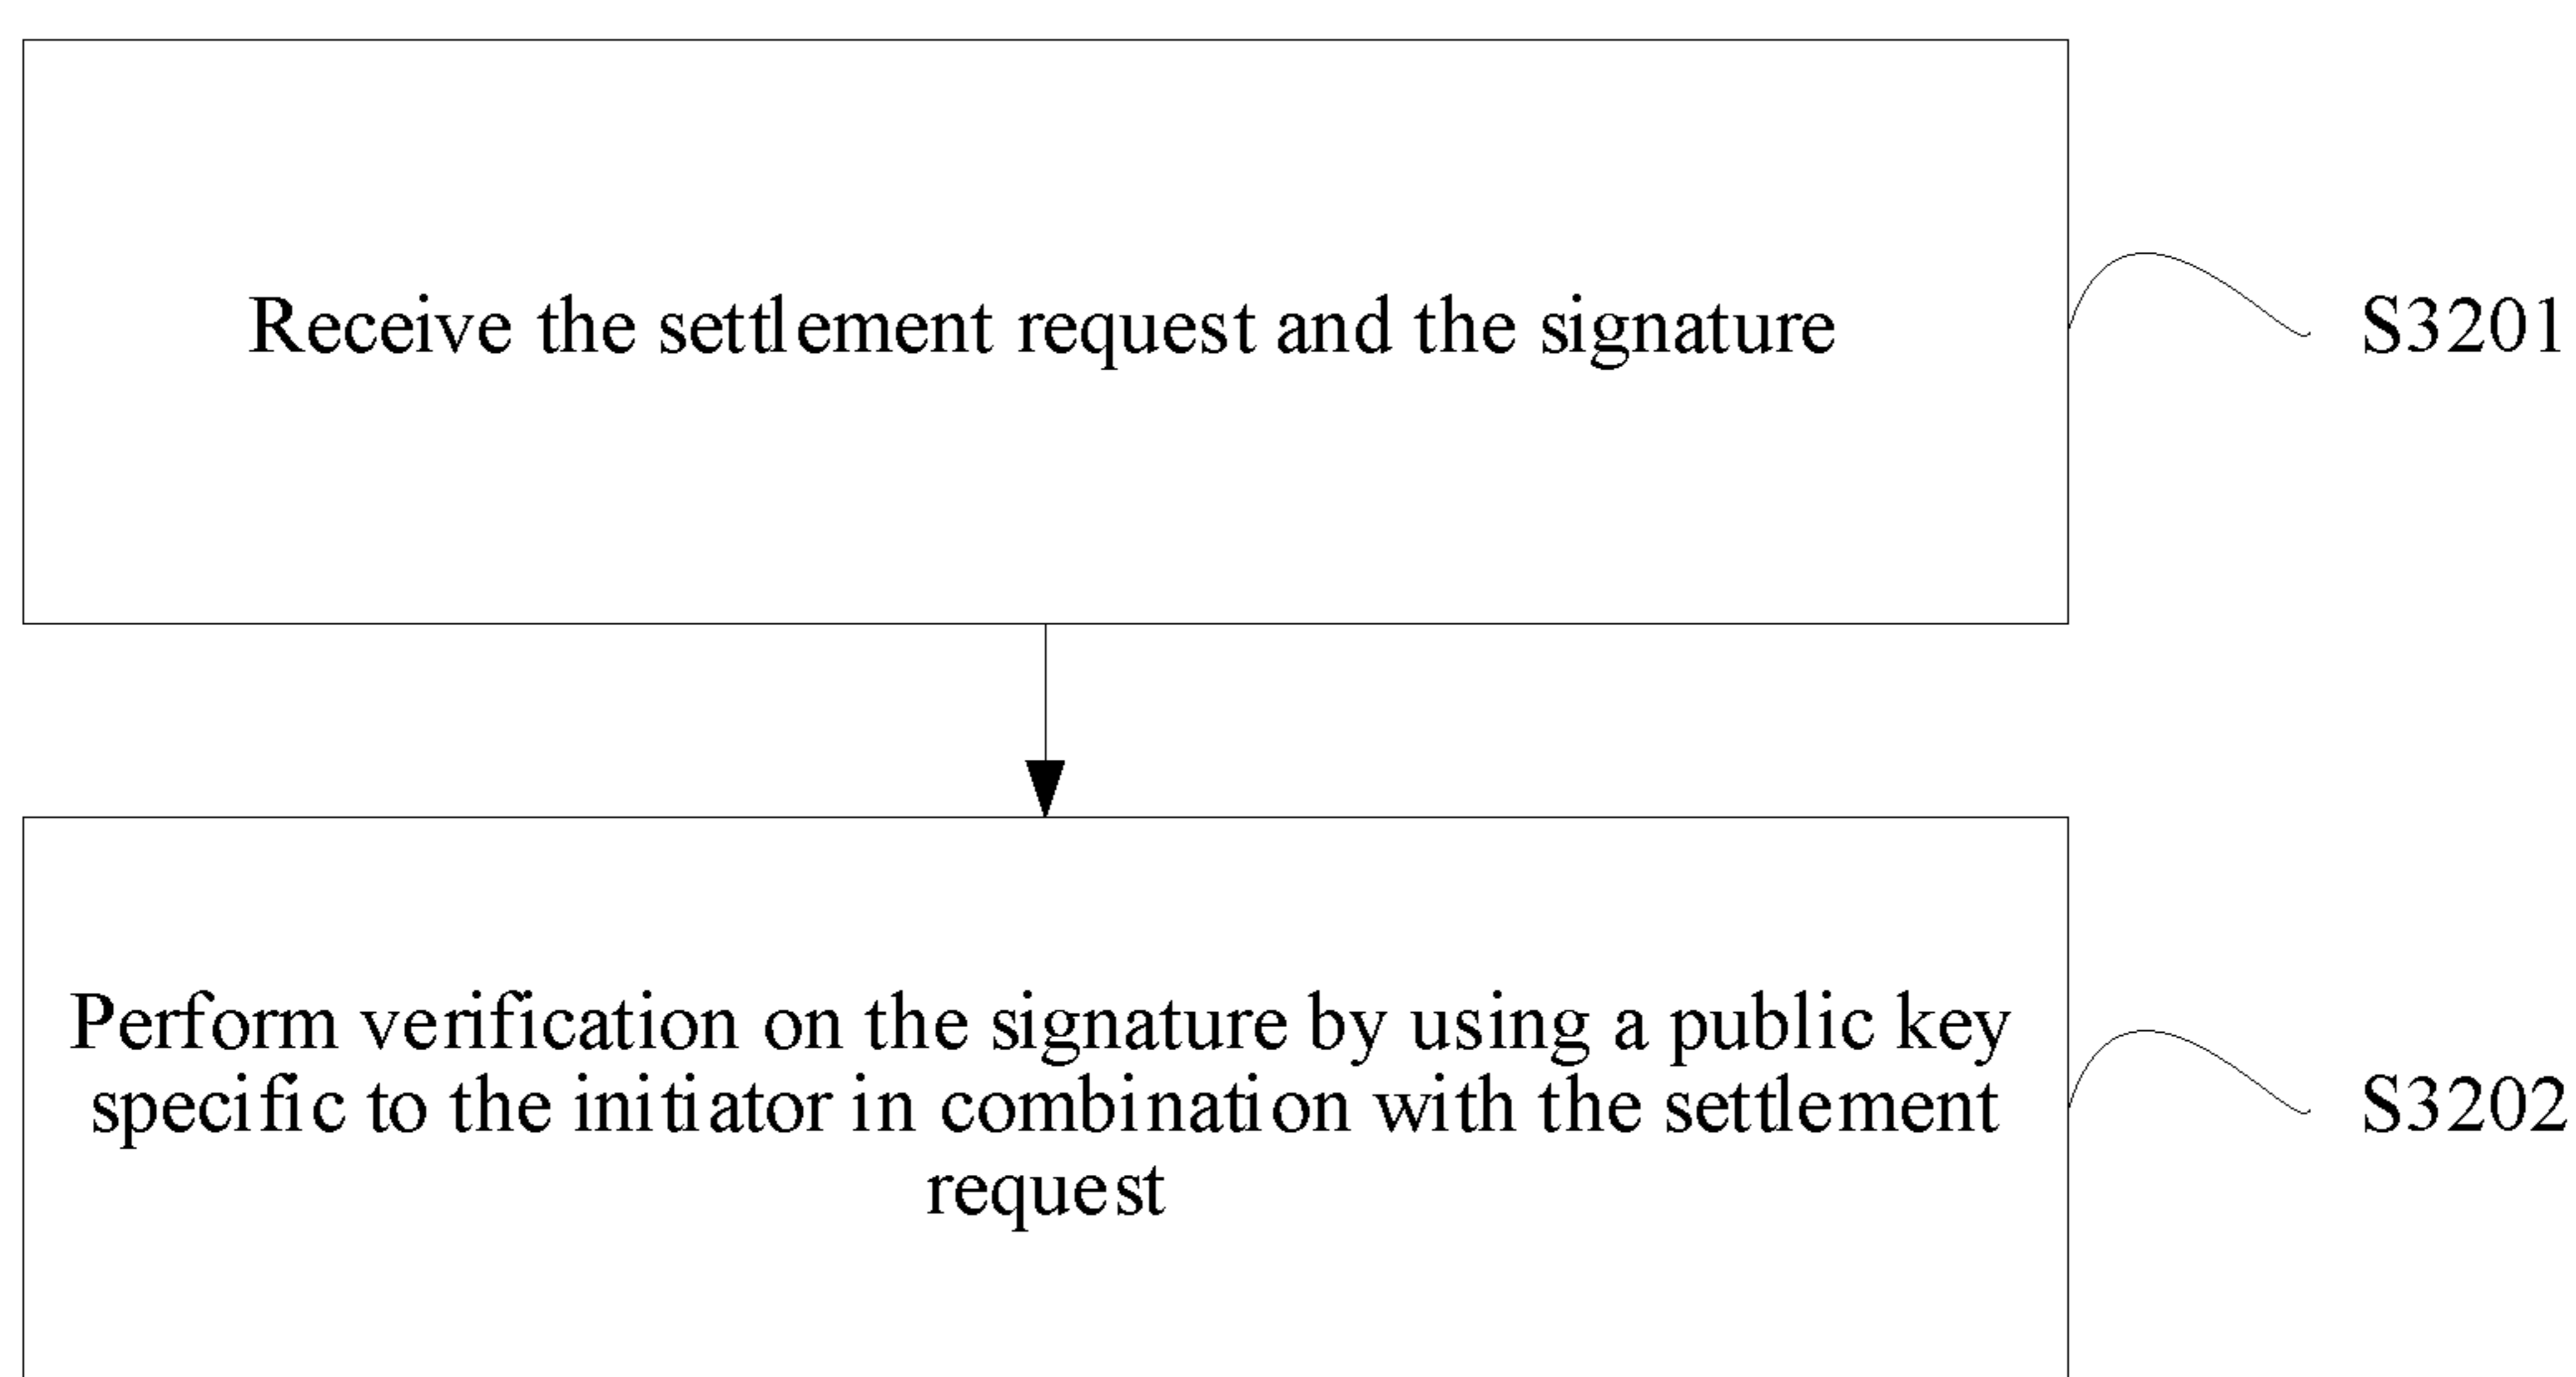 Receive the settlement request and the signature
S3201
Perform verification on the signature by using a public key
specific to the initiator in combination with the settlement
request
S3202